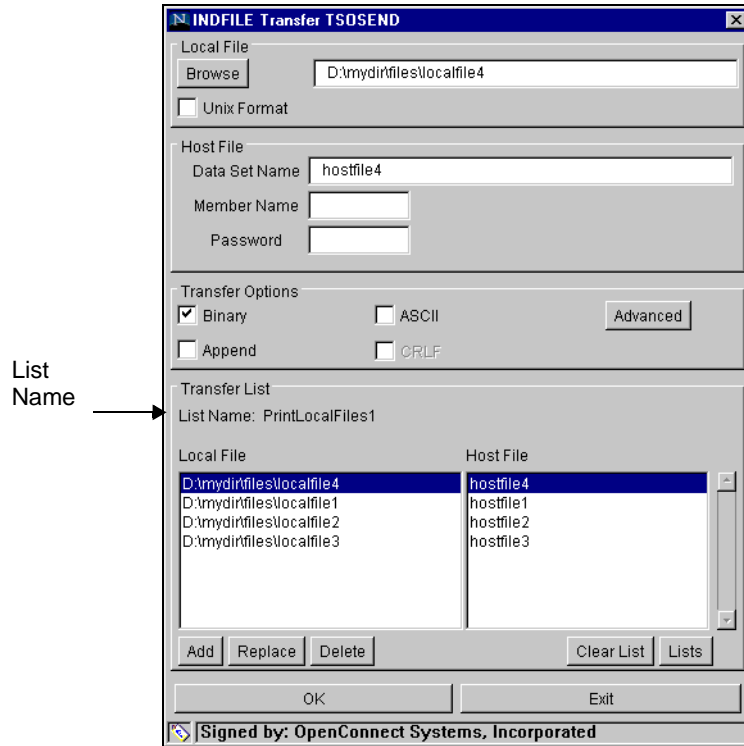 INDFILE Transfer TSOSEND
Local File
Browse D:\mydir\files\localfile4
Unix Format
Host File
Data Set Name hostfile4
Member Name
Password
Transfer Options
Binary ASCII Advanced
Append CRLF
List
Name
Transfer List
List Name: PrintLocalFiles1
Local File Host File
D:\mydir\files\localfile4 hostfile4
D:\mydir\files\localfile1 hostfile1
D:\mydir\files\localfile2 hostfile2
D:\mydir\files\localfile3 hostfile3
Add Replace Delete Clear List Lists
OK Exit
Signed by: OpenConnect Systems, Incorporated